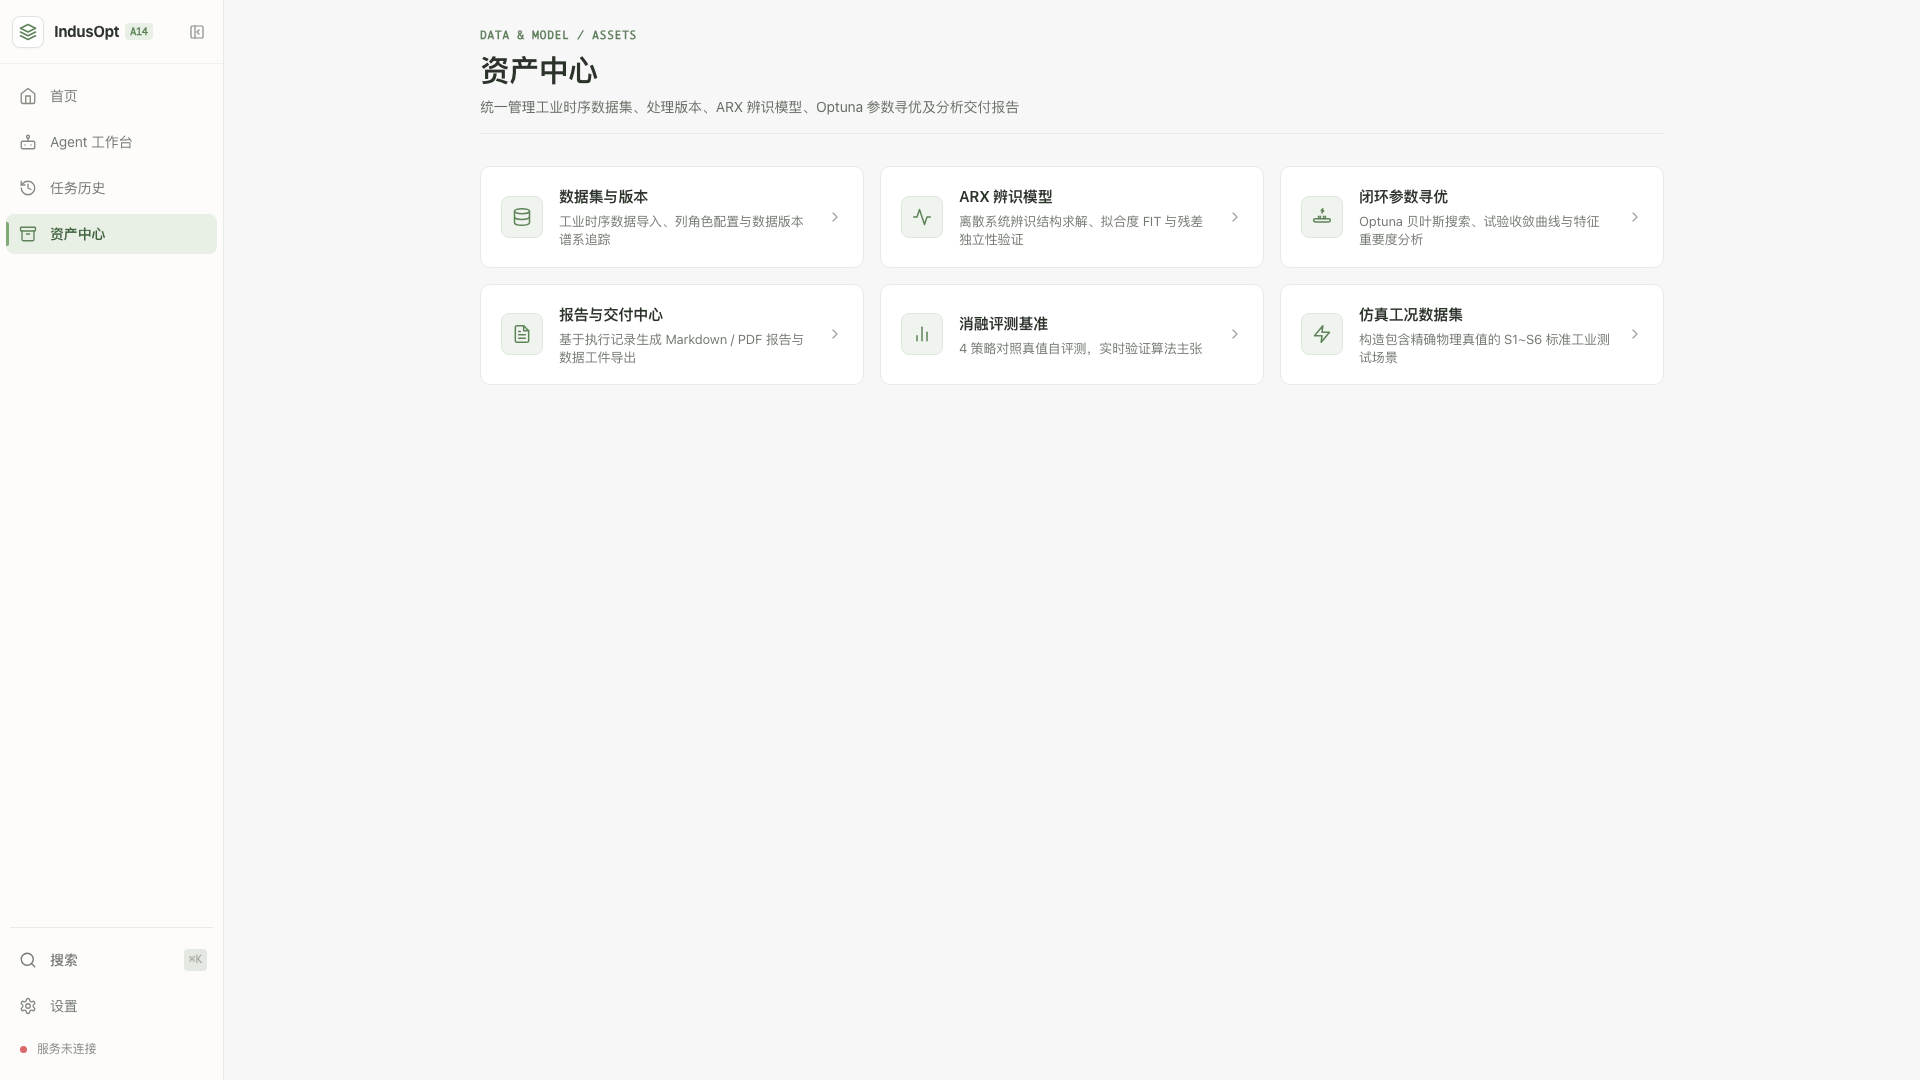 IndusOpt A14
首页
Agent 工作台
任务历史
资产中心
搜索 ⌘K
设置
服务未连接
DATA & MODEL / ASSETS
资产中心
统一管理工业时序数据集、处理版本、ARX 辨识模型、Optuna 参数寻优及分析交付报告
数据集与版本
工业时序数据导入、列角色配置与数据版本
谱系追踪
ARX 辨识模型
离散系统辨识结构求解、拟合度 FIT 与残差
独立性验证
闭环参数寻优
Optuna 贝叶斯搜索、试验收敛曲线与特征
重要度分析
报告与交付中心
基于执行记录生成 Markdown / PDF 报告与
数据工件导出
消融评测基准
4 策略对照真值自评测，实时验证算法主张
仿真工况数据集
构造包含精确物理真值的 S1~S6 标准工业测
试场景